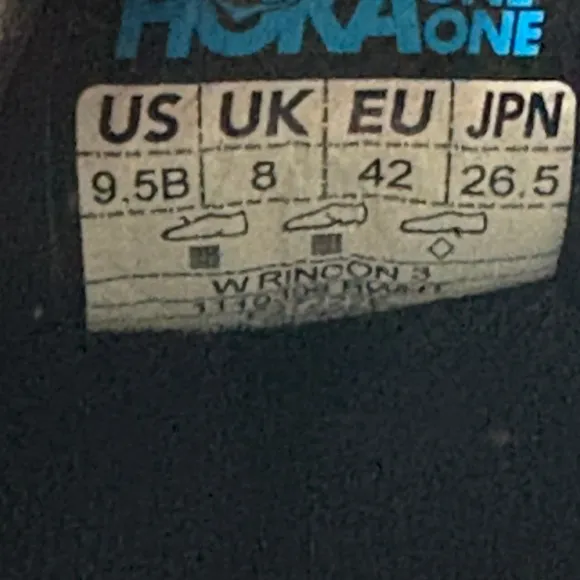 ONE
HOKA ONE
US UK EU JPN
9.5B 8 42 26.5
W RINCON 3